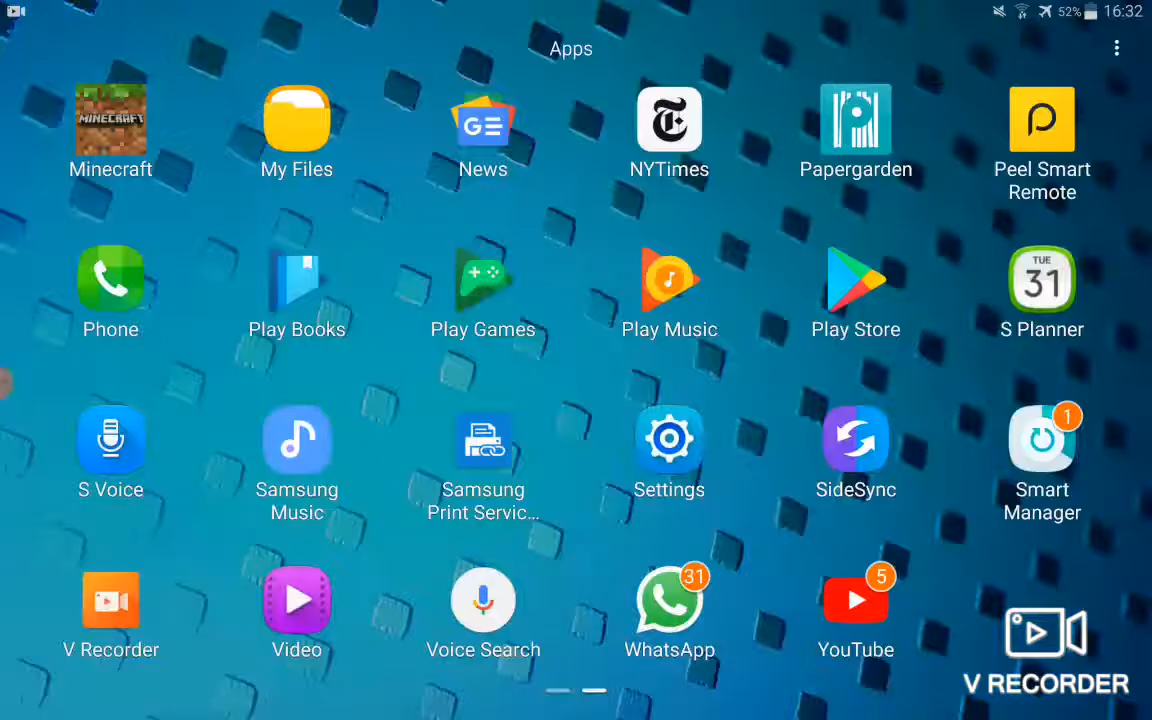 52% 16:32
Apps
MINECRAFT
GE
P
TUE
31
Minecraft
My Files
News
NYTimes
Papergarden
Peel Smart
Remote
Phone
Play Books
Play Games
Play Music
Play Store
S Planner
1
S Voice
Samsung
Music
Samsung
Print Servic...
Settings
SideSync
Smart
Manager
31
5
V Recorder
Video
Voice Search
WhatsApp
YouTube
V RECORDER